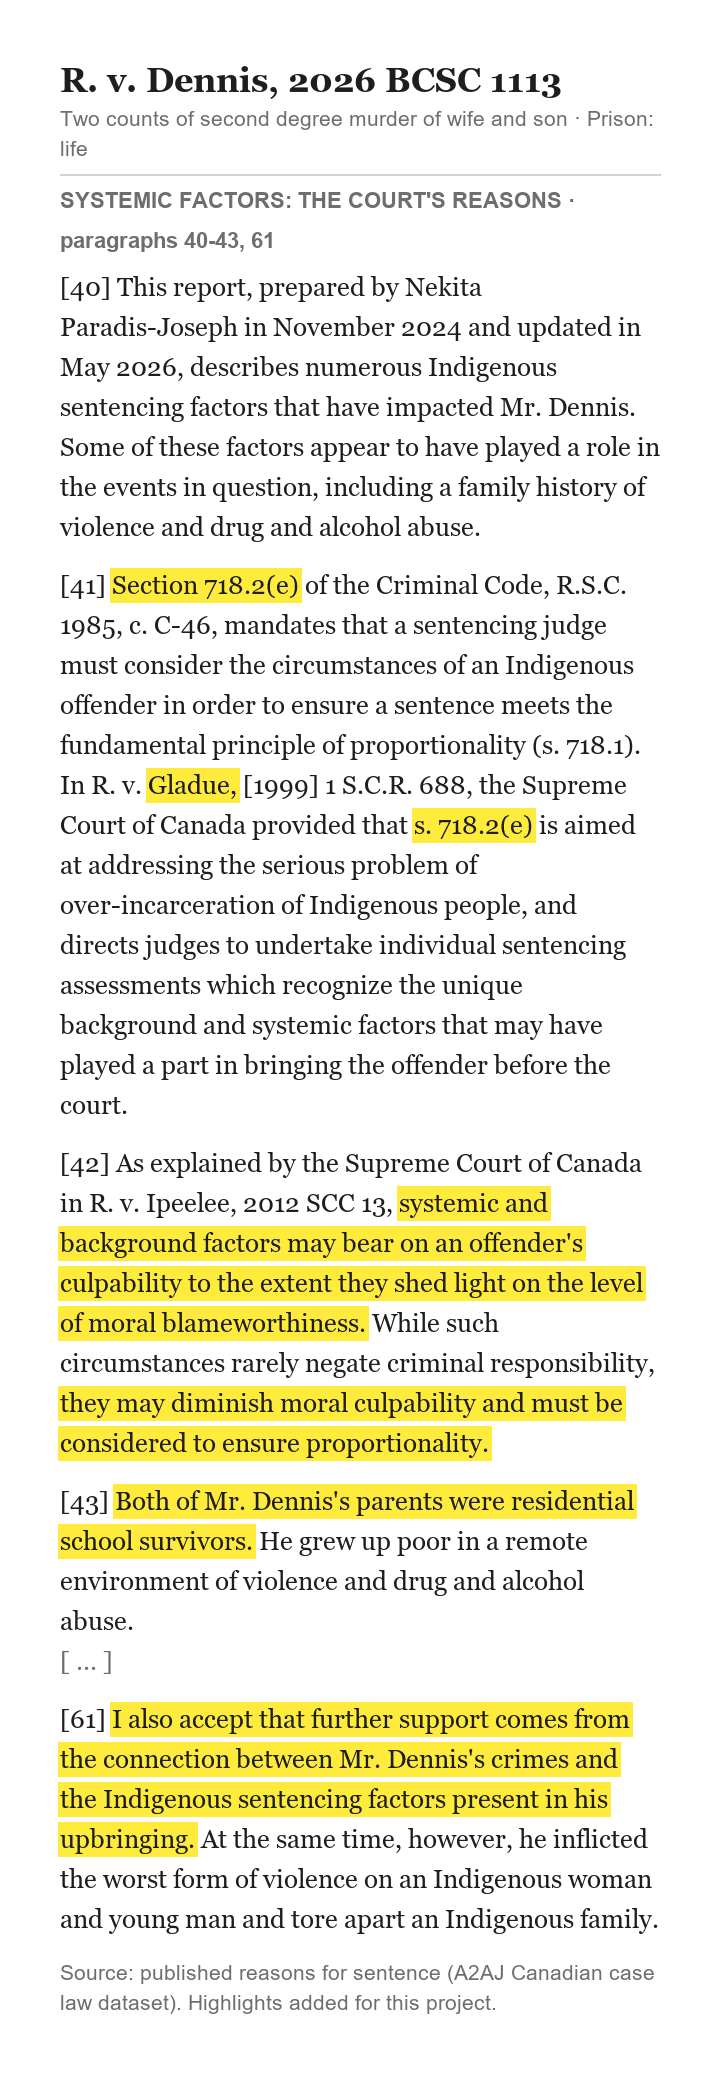 R. v. Dennis, 2026 BCSC 1113
Two counts of second degree murder of wife and son · Prison:
life
SYSTEMIC FACTORS: THE COURT'S REASONS ·
paragraphs 40-43, 61
[40] This report, prepared by Nekita
Paradis-Joseph in November 2024 and updated in
May 2026, describes numerous Indigenous
sentencing factors that have impacted Mr. Dennis.
Some of these factors appear to have played a role in
the events in question, including a family history of
violence and drug and alcohol abuse.
[41] Section 718.2(e) of the Criminal Code, R.S.C.
1985, c. C-46, mandates that a sentencing judge
must consider the circumstances of an Indigenous
offender in order to ensure a sentence meets the
fundamental principle of proportionality (s. 718.1).
In R. v. Gladue, [1999] 1 S.C.R. 688, the Supreme
Court of Canada provided that s. 718.2(e) is aimed
at addressing the serious problem of
over-incarceration of Indigenous people, and
directs judges to undertake individual sentencing
assessments which recognize the unique
background and systemic factors that may have
played a part in bringing the offender before the
court.
[42] As explained by the Supreme Court of Canada
in R. v. Ipeelee, 2012 SCC 13, systemic and
background factors may bear on an offender's
culpability to the extent they shed light on the level
of moral blameworthiness. While such
circumstances rarely negate criminal responsibility,
they may diminish moral culpability and must be
considered to ensure proportionality.
[43] Both of Mr. Dennis's parents were residential
school survivors. He grew up poor in a remote
environment of violence and drug and alcohol
abuse.
[ ... ]
[61] I also accept that further support comes from
the connection between Mr. Dennis's crimes and
the Indigenous sentencing factors present in his
upbringing. At the same time, however, he inflicted
the worst form of violence on an Indigenous woman
and young man and tore apart an Indigenous family.
Source: published reasons for sentence (A2AJ Canadian case
law dataset). Highlights added for this project.